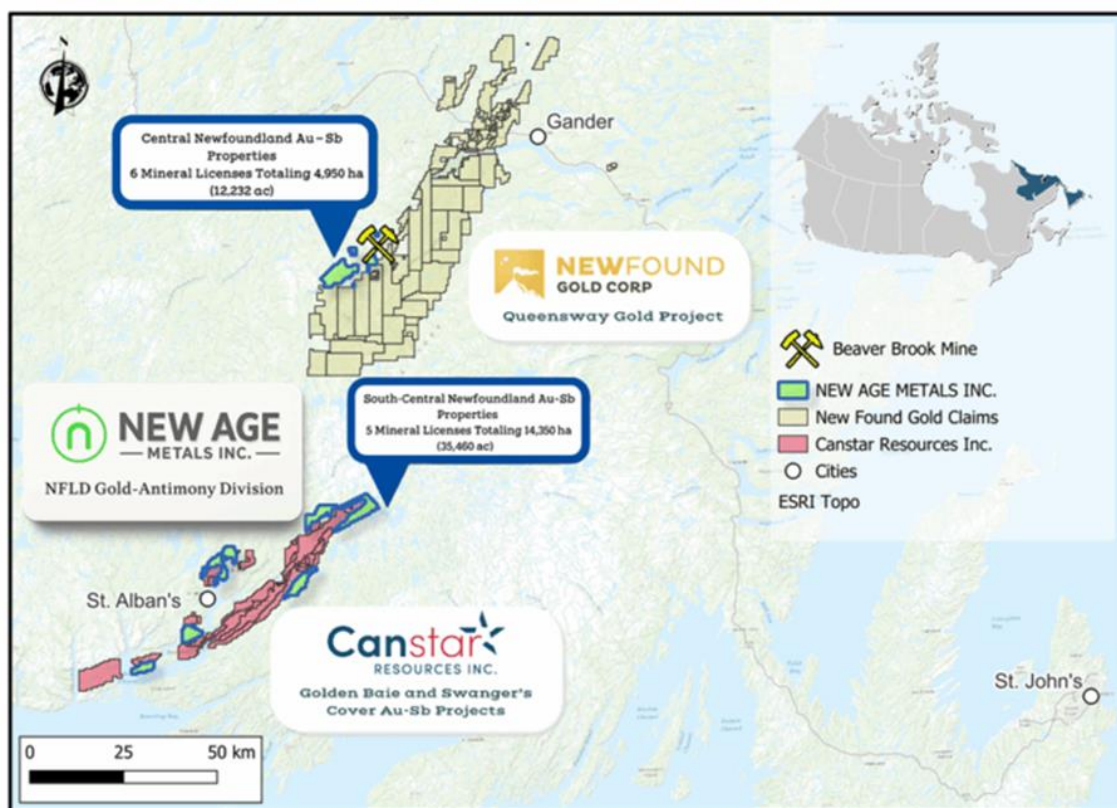 Gander
Central Newfoundland Au – Sb
Properties
6 Mineral Licenses Totaling 4,950 ha
(12,232 ac)
NEWFOUND
GOLD CORP
Queensway Gold Project
Beaver Brook Mine
NEW AGE METALS INC.
New Found Gold Claims
Canstar Resources Inc.
Cities
ESRI Topo
South-Central Newfoundland Au-Sb
Properties
5 Mineral Licenses Totaling 14,350 ha
(35,460 ac)
n
NEW AGE
METALS INC.
NFLD Gold-Antimony Division
St. Alban's
Canstar
RESOURCES INC.
Golden Baie and Swanger's
Cover Au-Sb Projects
St. John's
0 25 50 km